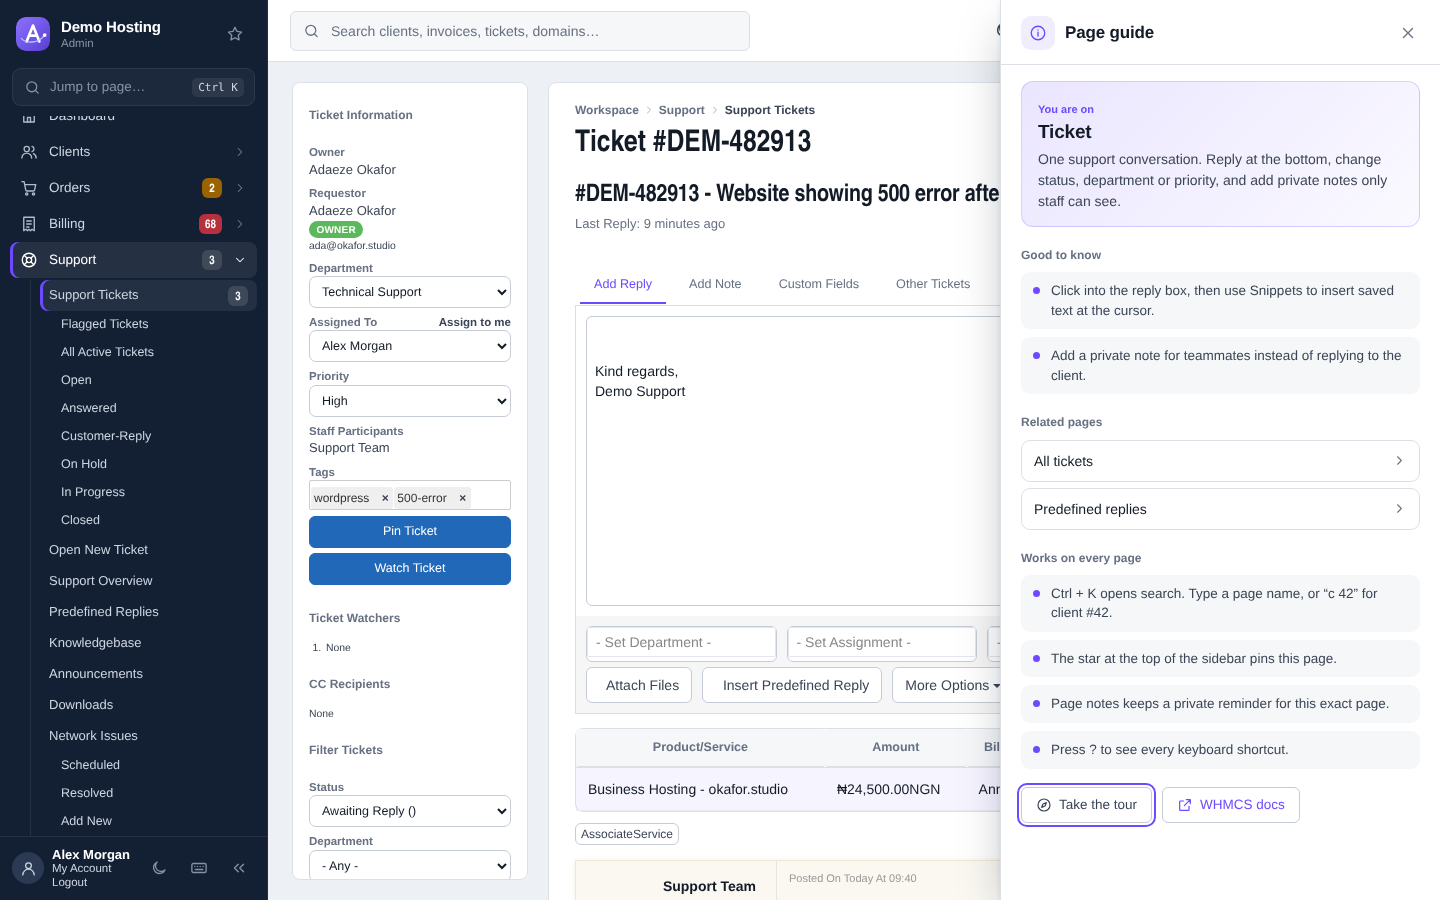 Demo Hosting
Admin
Jump to page…
Ctrl K
Dashboard
Clients
Orders
2
Billing
68
Support
3
Support Tickets
3
Flagged Tickets
All Active Tickets
Open
Answered
Customer-Reply
On Hold
In Progress
Closed
Open New Ticket
Support Overview
Predefined Replies
Knowledgebase
Announcements
Downloads
Network Issues
Scheduled
Resolved
Add New
Alex Morgan
My Account
Logout
Search clients, invoices, tickets, domains…
Ticket Information
Owner
Adaeze Okafor
Requestor
Adaeze Okafor
OWNER
ada@okafor.studio
Department
Technical Support
Assigned To
Assign to me
Alex Morgan
Priority
High
Staff Participants
Support Team
Tags
wordpress ×
500-error ×
Pin Ticket
Watch Ticket
Ticket Watchers
1. None
CC Recipients
None
Filter Tickets
Status
Awaiting Reply ()
Department
- Any -
Workspace > Support > Support Tickets
Ticket #DEM-482913
#DEM-482913 - Website showing 500 error afte
Last Reply: 9 minutes ago
Add Reply
Add Note
Custom Fields
Other Tickets
Kind regards,
Demo Support
- Set Department -
- Set Assignment -
-
Attach Files
Insert Predefined Reply
More Options
Product/Service
Amount
Bil
Business Hosting - okafor.studio
₦24,500.00NGN
Ann
AssociateService
Support Team
Posted On Today At 09:40
Page guide
You are on
Ticket
One support conversation. Reply at the bottom, change
status, department or priority, and add private notes only
staff can see.
Good to know
Click into the reply box, then use Snippets to insert saved
text at the cursor.
Add a private note for teammates instead of replying to the
client.
Related pages
All tickets
Predefined replies
Works on every page
Ctrl + K opens search. Type a page name, or “c 42” for
client #42.
The star at the top of the sidebar pins this page.
Page notes keeps a private reminder for this exact page.
Press ? to see every keyboard shortcut.
Take the tour
WHMCS docs